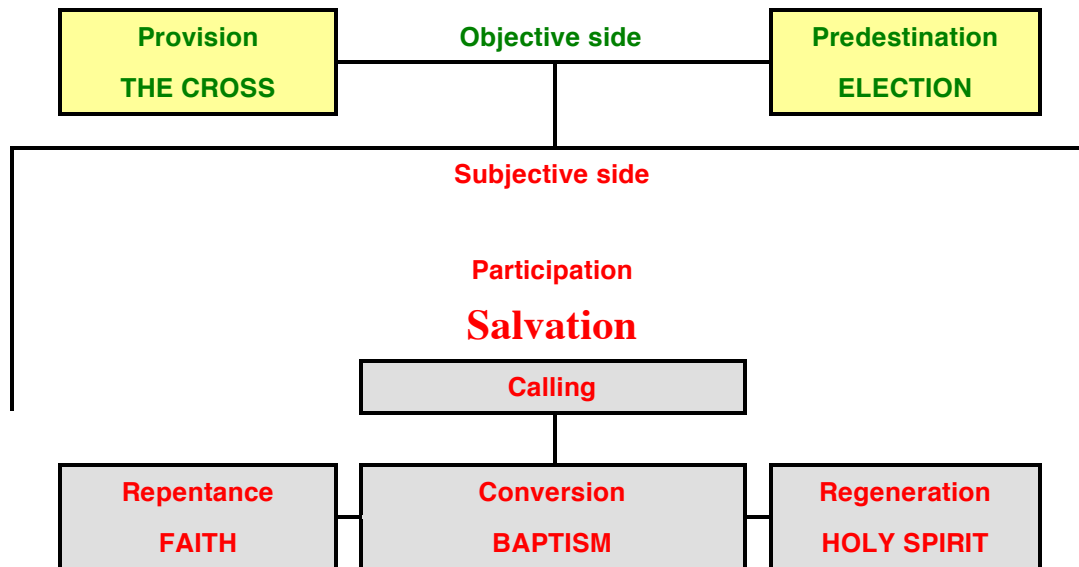 Provision
THE CROSS
Objective side
Predestination
ELECTION
Subjective side
Participation
Salvation
Calling
Repentance
FAITH
Conversion
BAPTISM
Regeneration
HOLY SPIRIT